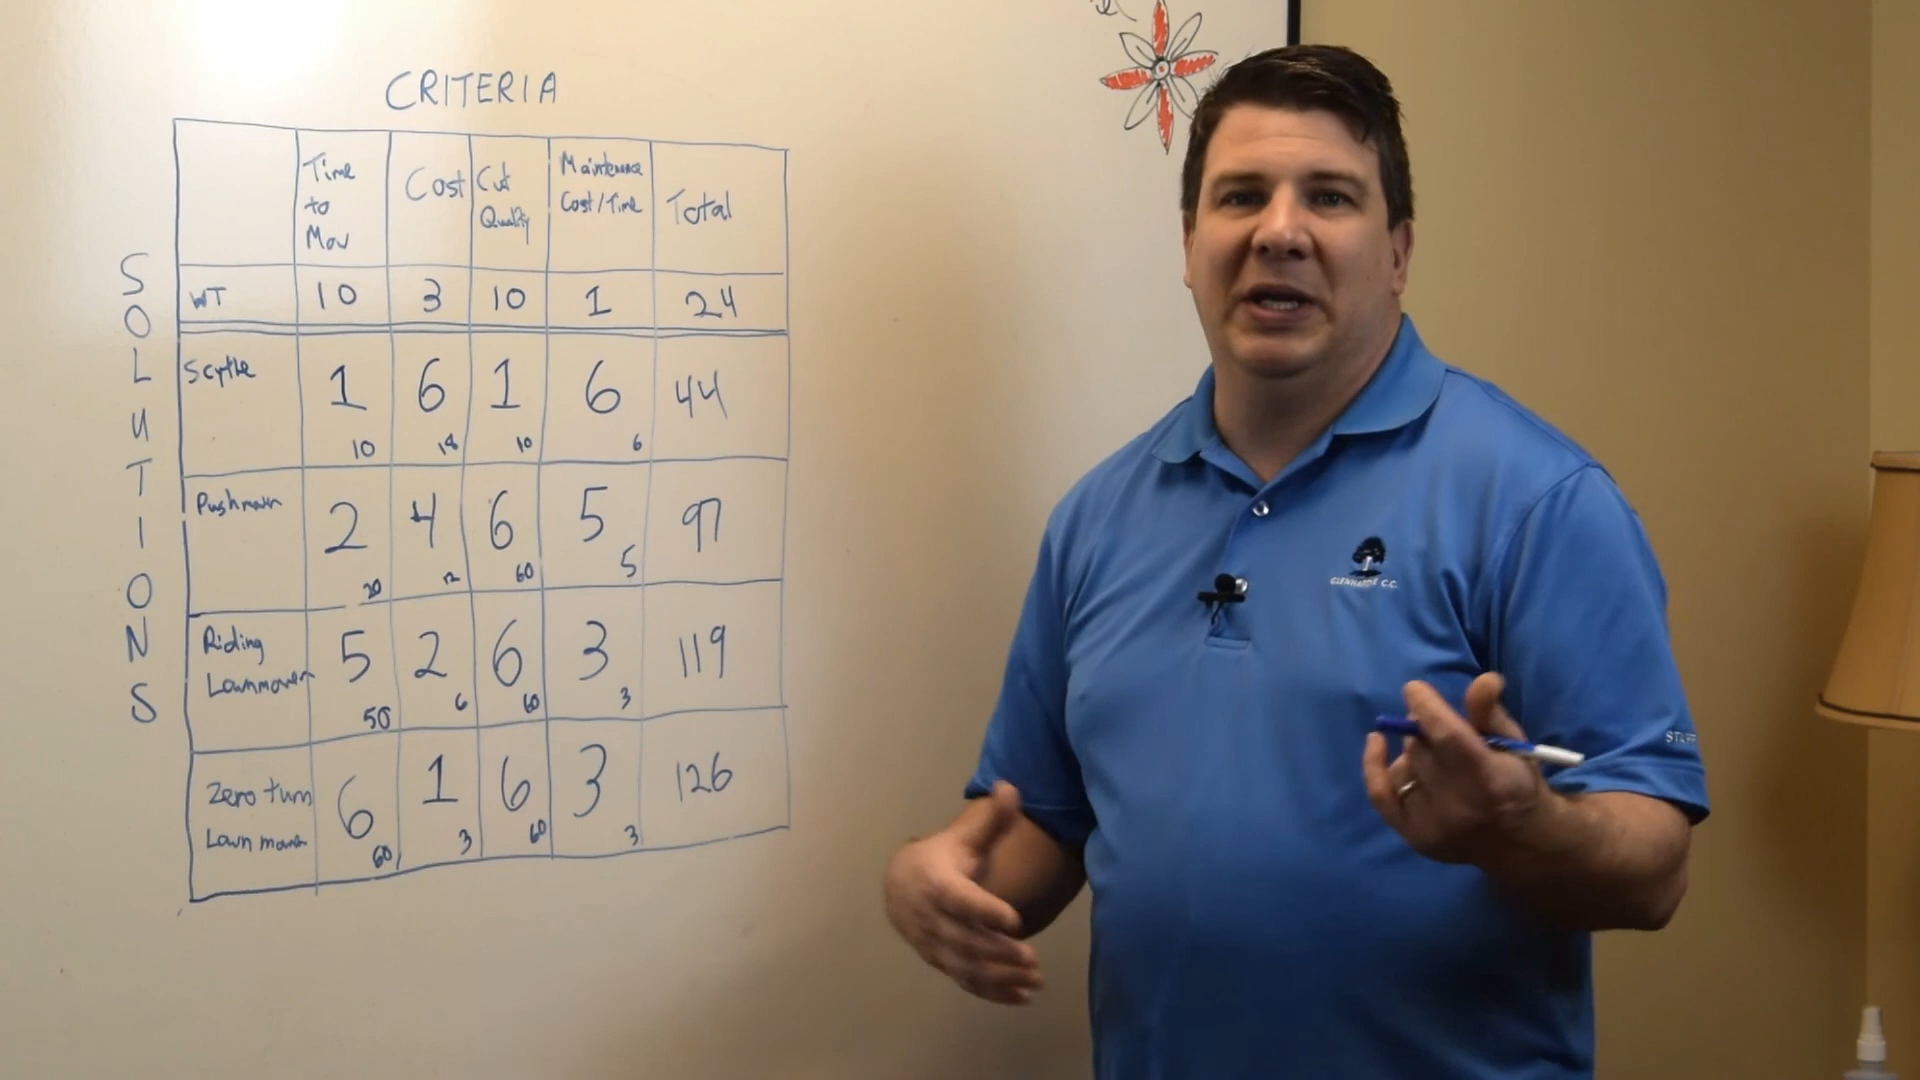 CRITERIA
Time to Mow Cost Cut Quality Maintenance Cost/Time Total
SOLUTIONS
WT 10 3 10 1 24
Scythe 1 6 1 6 44
10 18 10 6
2 4 6 5 97
20 12 60 5
Riding Lawnmower 5 2 6 3 119
50 6 60 3
Zero turn Lawn mower 6 1 6 3 126
60 3 60 3
C.C.